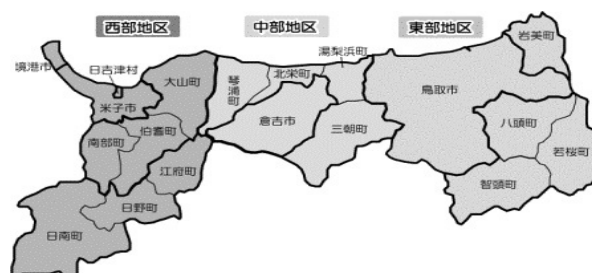 西部地区
中部地区
東部地区
岩美町
湯梨浜町
境港市
日吉津村
大山町
北栄町
琴浦町
鳥取市
米子市
倉吉市
三朝町
八頭町
南部町
伯耆町
若桜町
江府町
智頭町
日野町
日南町